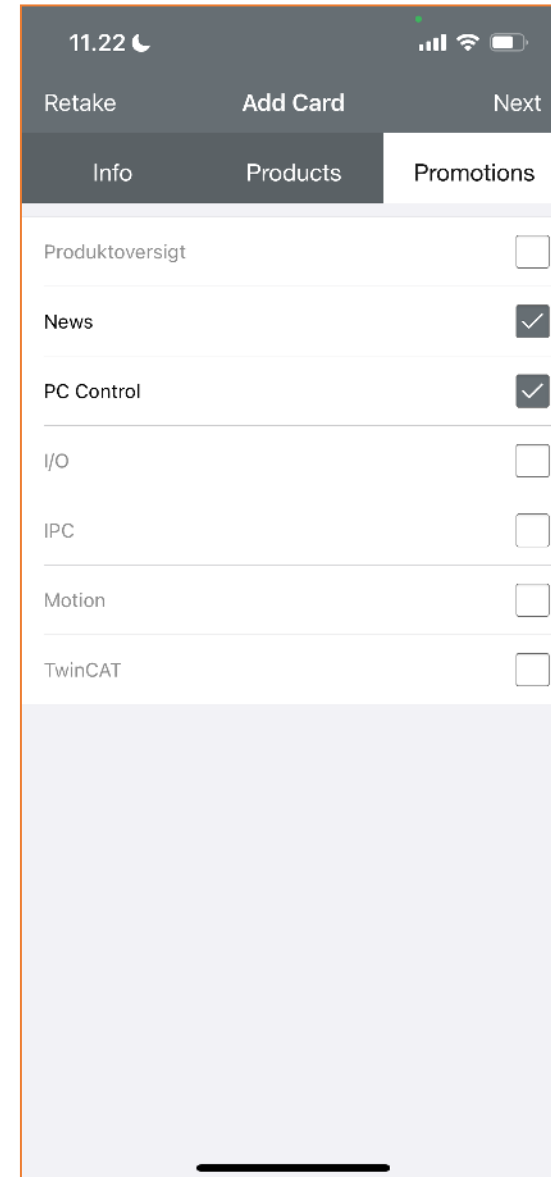 11.22
Retake Add Card Next
Info Products Promotions
Produktoversigt
News
PC Control
I/O
IPC
Motion
TwinCAT